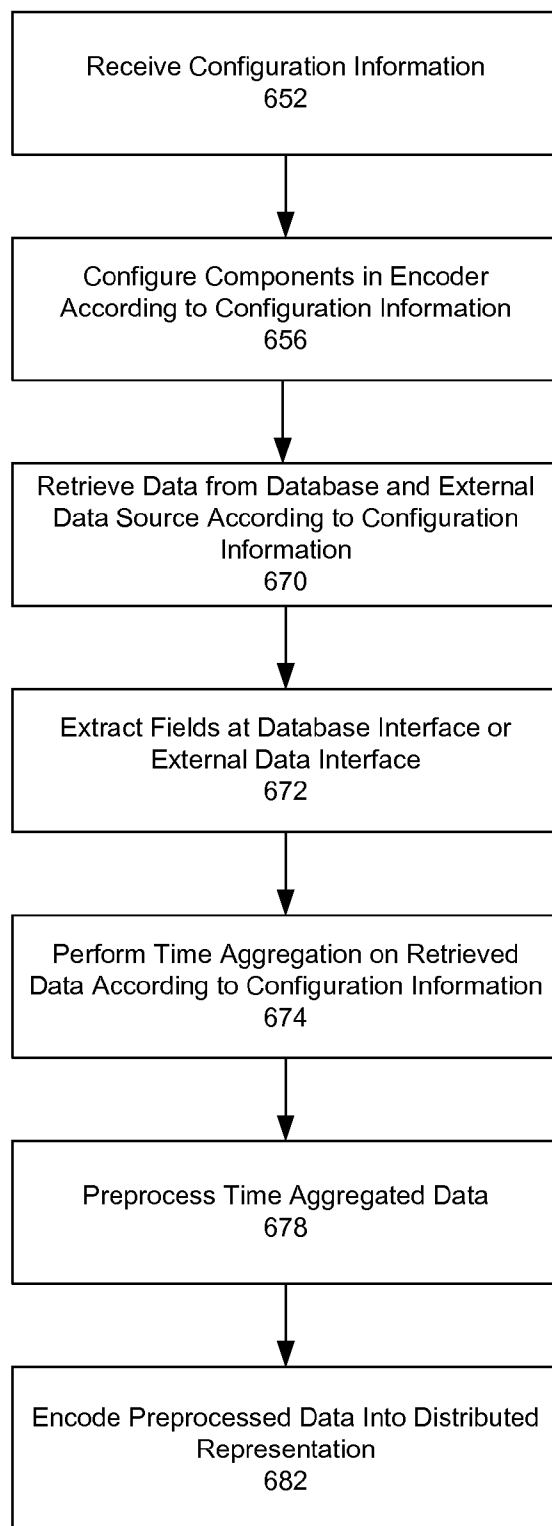 Receive Configuration Information
652
Configure Components in Encoder
According to Configuration Information
656
Retrieve Data from Database and External
Data Source According to Configuration
Information
670
Extract Fields at Database Interface or
External Data Interface
672
Perform Time Aggregation on Retrieved
Data According to Configuration Information
674
Preprocess Time Aggregated Data
678
Encode Preprocessed Data Into Distributed
Representation
682